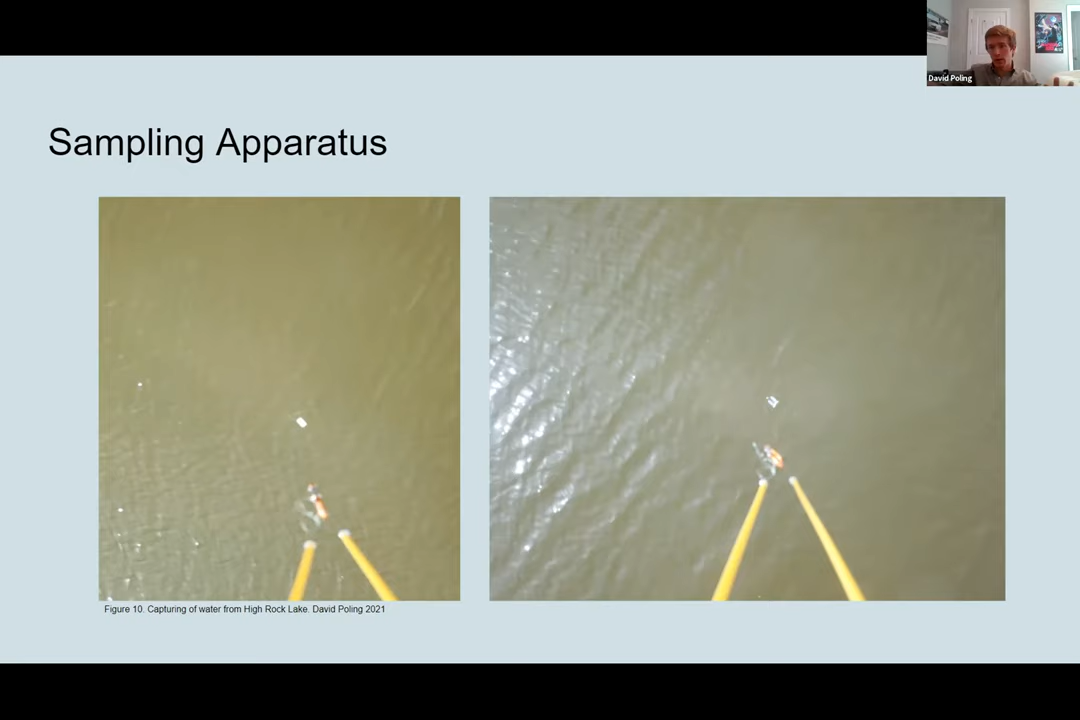 David Poling
Sampling Apparatus
Figure 10. Capturing of water from High Rock Lake. David Poling 2021